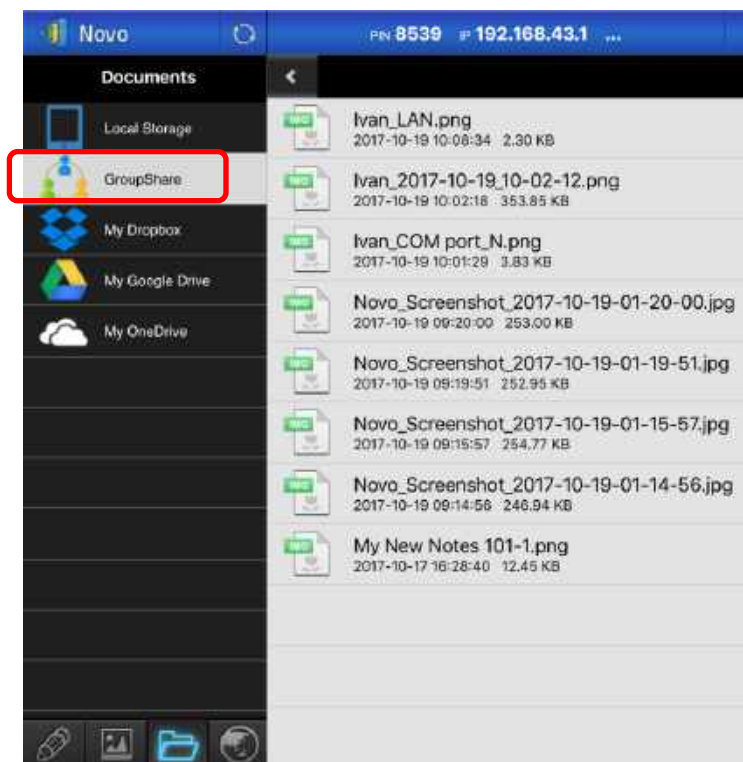 Novo
PIN 8539 IP 192.168.43.1 ...
Documents
Local Storage
GroupShare
My Dropbox
My Google Drive
My OneDrive
Ivan_LAN.png
2017-10-19 10:08:34 2.30 KB
Ivan_2017-10-19_10-02-12.png
2017-10-19 10:02:18 353.85 KB
Ivan_COM port_N.png
2017-10-19 10:01:29 3.83 KB
Novo_Screenshot_2017-10-19-01-20-00.jpg
2017-10-19 09:20:00 253.00 KB
Novo_Screenshot_2017-10-19-01-19-51.jpg
2017-10-19 09:19:51 252.95 KB
Novo_Screenshot_2017-10-19-01-15-57.jpg
2017-10-19 09:15:57 254.77 KB
Novo_Screenshot_2017-10-19-01-14-56.jpg
2017-10-19 09:14:56 246.94 KB
My New Notes 101-1.png
2017-10-17 16:28:40 12.45 KB